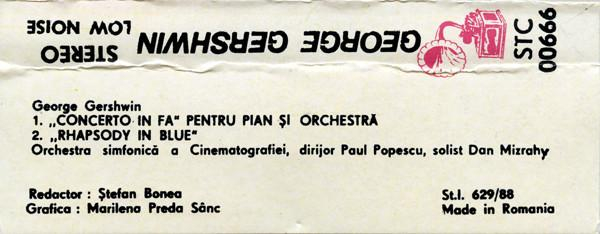 STEREO
LOW NOISE
GEORGE GERSHWIN
STC
00666
George Gershwin
1. ,,CONCERTO IN FA" PENTRU PIAN ȘI ORCHESTRĂ
2. ,,RHAPSODY IN BLUE"
Orchestra simfonică a Cinematografiei, dirijor Paul Popescu, solist Dan Mizrahy
Redactor : Ștefan Bonea
Grafica : Marilena Preda Sânc
St.I. 629/88
Made in Romania